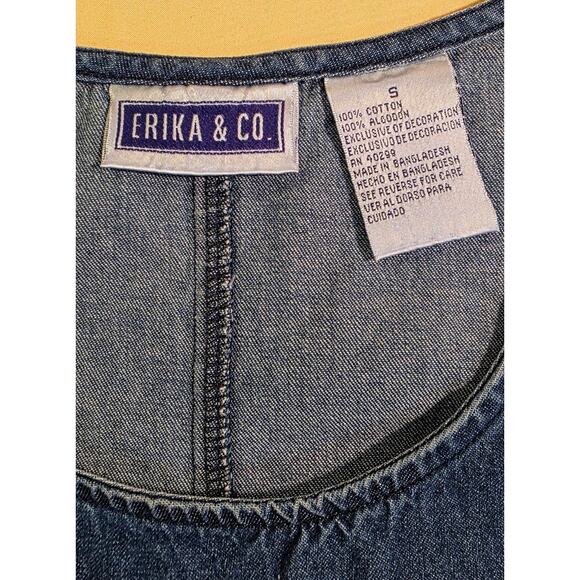 ERIKA & CO.
S
100% COTTON
100% ALGODON
EXCLUSIVE OF DECORATION
EXCLUSIVO DE DECORACION
RN 40299
MADE IN BANGLADESH
HECHO EN BANGLADESH
SEE REVERSE FOR CARE
VER AL DORSO PARA
CUIDADO